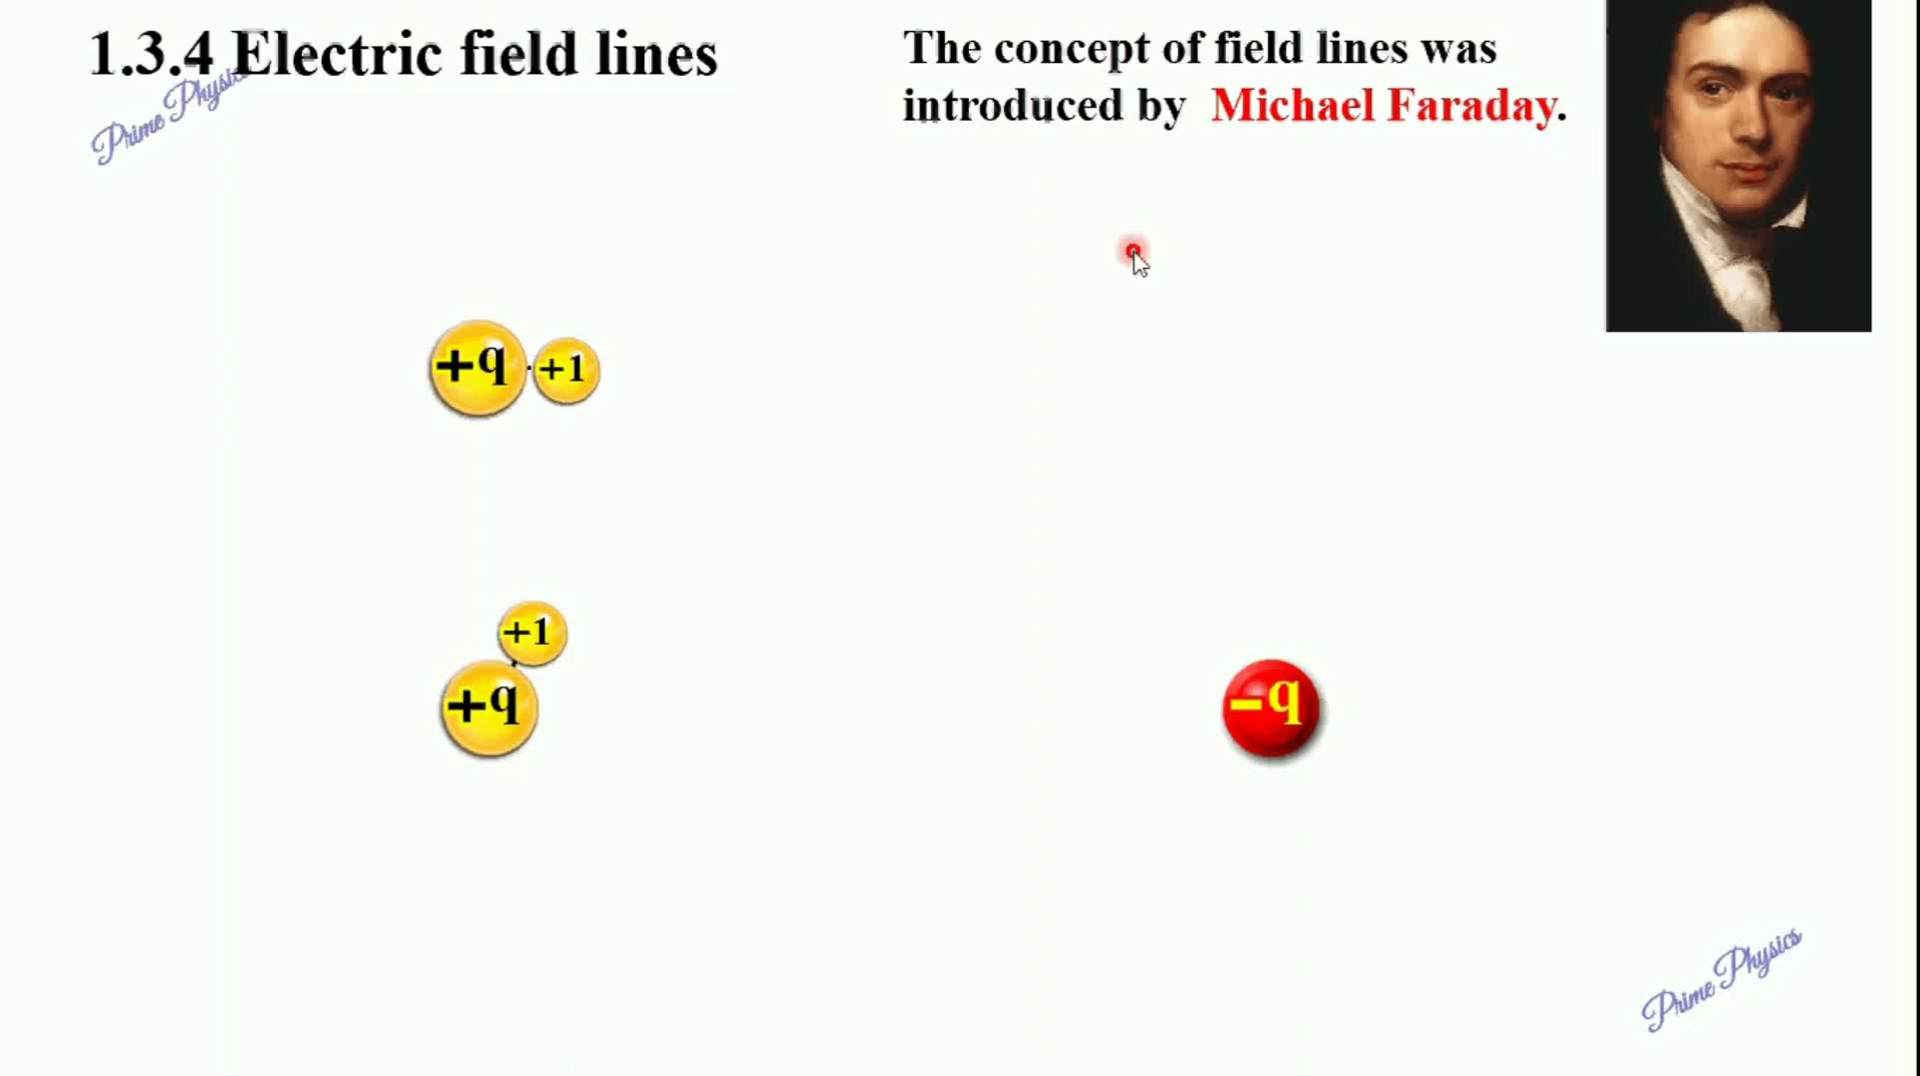 1.3.4 Electric field lines
Prime Physics
The concept of field lines was
introduced by Michael Faraday.
+q
+1
+1
+q
-q
Prime Physics